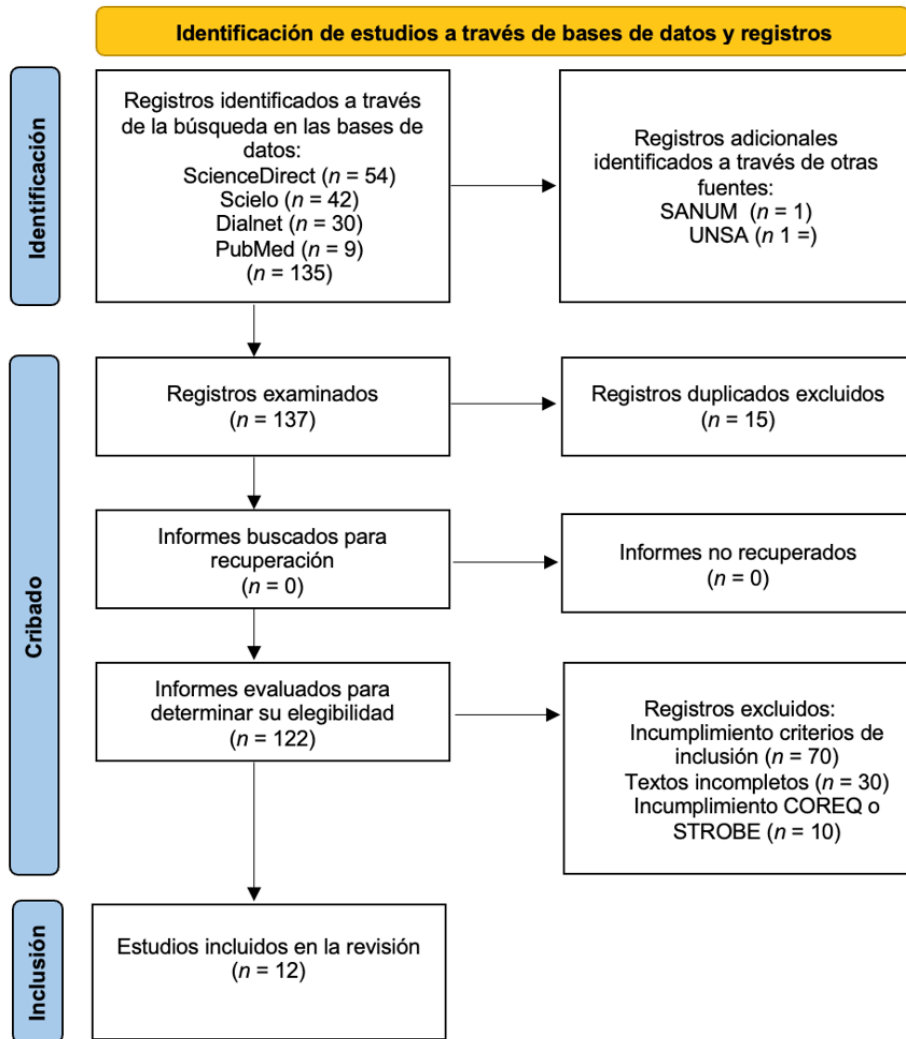 Identificación de estudios a través de bases de datos y registros
Identificación
Registros identificados a través
de la búsqueda en las bases de
datos:
ScienceDirect (n = 54)
Scielo (n = 42)
Dialnet (n = 30)
PubMed (n = 9)
(n = 135)
Registros adicionales
identificados a través de otras
fuentes:
SANUM (n = 1)
UNSA (n 1 =)
Cribado
Registros examinados
(n = 137)
Registros duplicados excluidos
(n = 15)
Informes buscados para
recuperación
(n = 0)
Informes no recuperados
(n = 0)
Informes evaluados para
determinar su elegibilidad
(n = 122)
Registros excluidos:
Incumplimiento criterios de
inclusión (n = 70)
Textos incompletos (n = 30)
Incumplimiento COREQ o
STROBE (n = 10)
Inclusión
Estudios incluidos en la revisión
(n = 12)